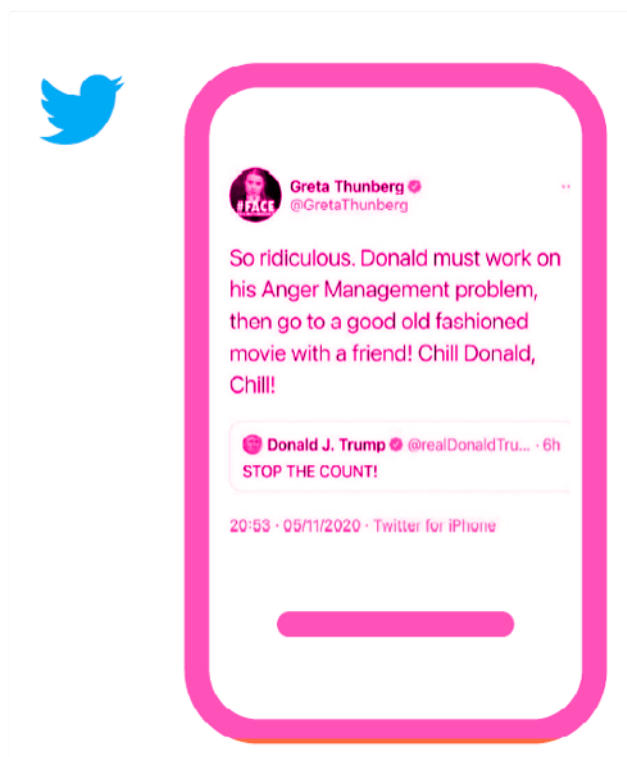 Greta Thunberg
@GretaThunberg
So ridiculous. Donald must work on
his Anger Management problem,
then go to a good old fashioned
movie with a friend! Chill Donald,
Chill!
Donald J. Trump @realDonaldTru... · 6h
STOP THE COUNT!
20:53 · 05/11/2020 · Twitter for iPhone
#FACE